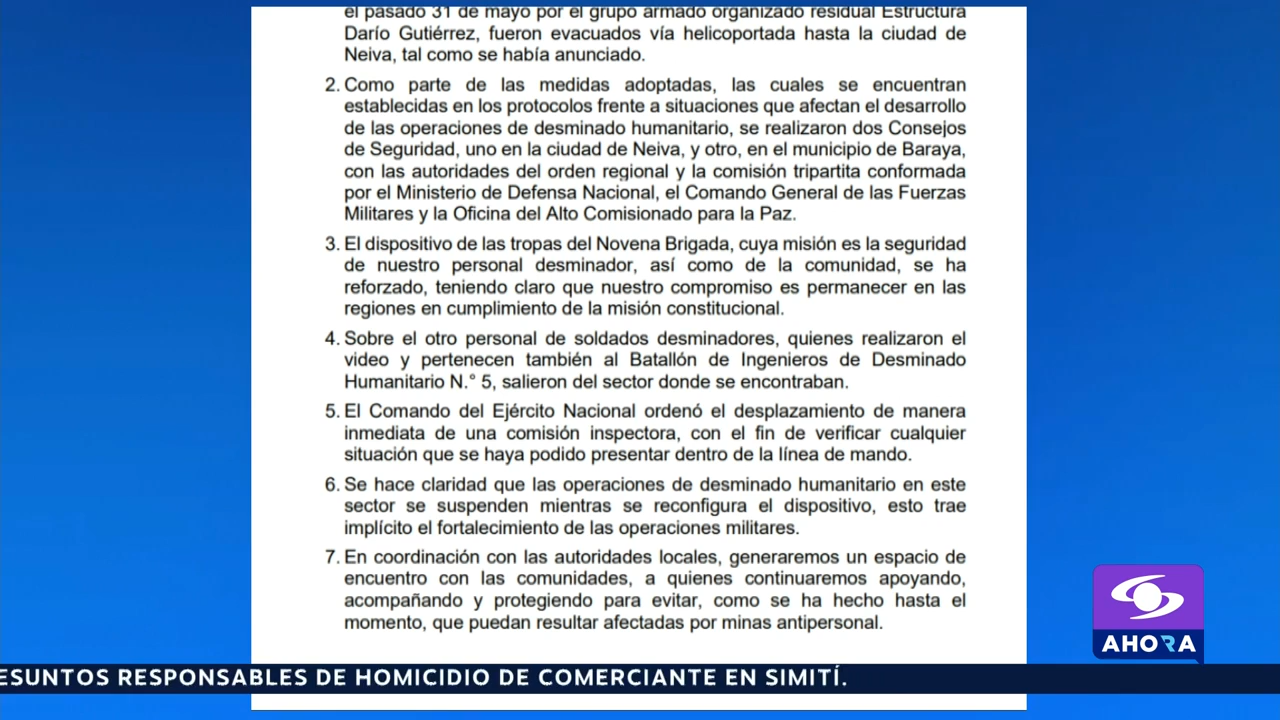 el pasado 31 de mayo por el grupo armado organizado residual Estructura
Darío Gutiérrez, fueron evacuados vía helicoportada hasta la ciudad de
Neiva, tal como se había anunciado.
2. Como parte de las medidas adoptadas, las cuales se encuentran
establecidas en los protocolos frente a situaciones que afectan el desarrollo
de las operaciones de desminado humanitario, se realizaron dos Consejos
de Seguridad, uno en la ciudad de Neiva, y otro, en el municipio de Baraya,
con las autoridades del orden regional y la comisión tripartita conformada
por el Ministerio de Defensa Nacional, el Comando General de las Fuerzas
Militares y la Oficina del Alto Comisionado para la Paz.
3. El dispositivo de las tropas del Novena Brigada, cuya misión es la seguridad
de nuestro personal desminador, así como de la comunidad, se ha
reforzado, teniendo claro que nuestro compromiso es permanecer en las
regiones en cumplimiento de la misión constitucional.
4. Sobre el otro personal de soldados desminadores, quienes realizaron el
video y pertenecen también al Batallón de Ingenieros de Desminado
Humanitario N.° 5, salieron del sector donde se encontraban.
5. El Comando del Ejército Nacional ordenó el desplazamiento de manera
inmediata de una comisión inspectora, con el fin de verificar cualquier
situación que se haya podido presentar dentro de la línea de mando.
6. Se hace claridad que las operaciones de desminado humanitario en este
sector se suspenden mientras se reconfigura el dispositivo, esto trae
implícito el fortalecimiento de las operaciones militares.
7. En coordinación con las autoridades locales, generaremos un espacio de
encuentro con las comunidades, a quienes continuaremos apoyando,
acompañando y protegiendo para evitar, como se ha hecho hasta el
momento, que puedan resultar afectadas por minas antipersonal.
AHORA
ESUNTOS RESPONSABLES DE HOMICIDIO DE COMERCIANTE EN SIMITÍ.